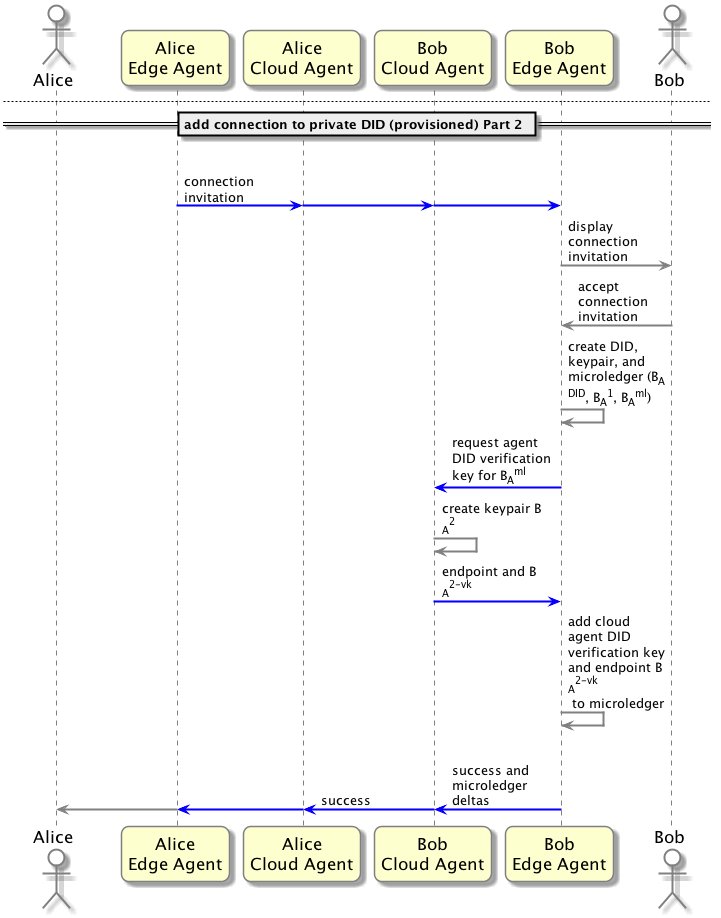 Alice
Alice
Edge Agent
Alice
Cloud Agent
Bob
Cloud Agent
Bob
Edge Agent
Bob
add connection to private DID (provisioned) Part 2
connection
invitation
display
connection
invitation
accept
connection
invitation
create DID,
keypair, and
microledger (B_A
^DID, B_A^1, B_A^ml)
request agent
DID verification
key for B_A^ml
create keypair B
_A^2
endpoint and B
_A^2-vk
add cloud
agent DID
verification key
and endpoint B
_A^2-vk
to microledger
success and
microledger
deltas
success
Alice
Alice
Edge Agent
Alice
Cloud Agent
Bob
Cloud Agent
Bob
Edge Agent
Bob